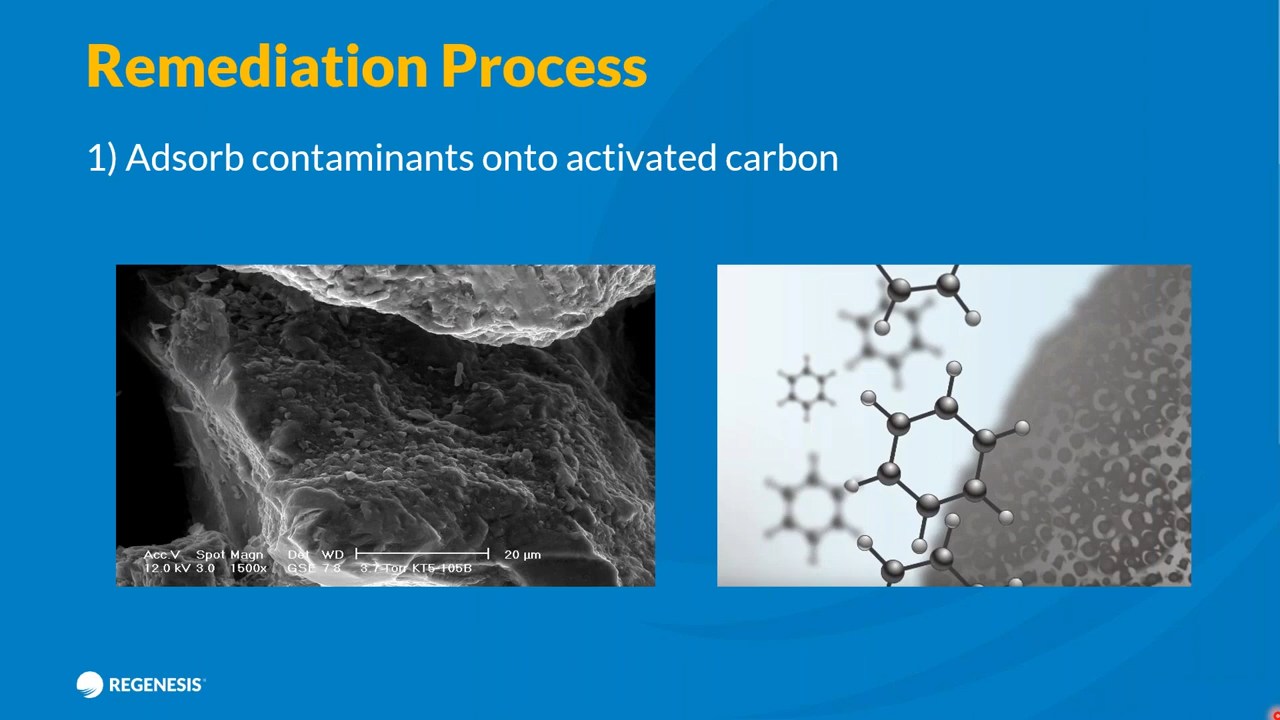 Remediation Process
1) Adsorb contaminants onto activated carbon
Acc.V Spot Magn Det WD 20 µm
12.0 kV 3.0 1500x GSE 7.8 3.7 Torr KT5-105B
REGENESIS